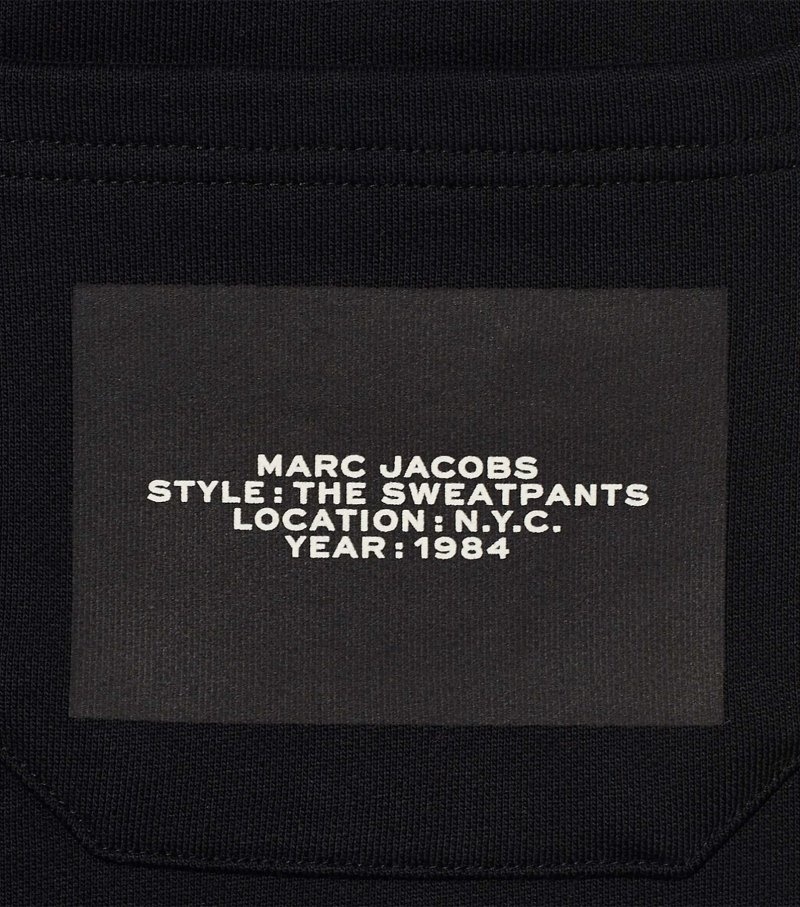 MARC JACOBS
STYLE : THE SWEATPANTS
LOCATION : N.Y.C.
YEAR : 1984